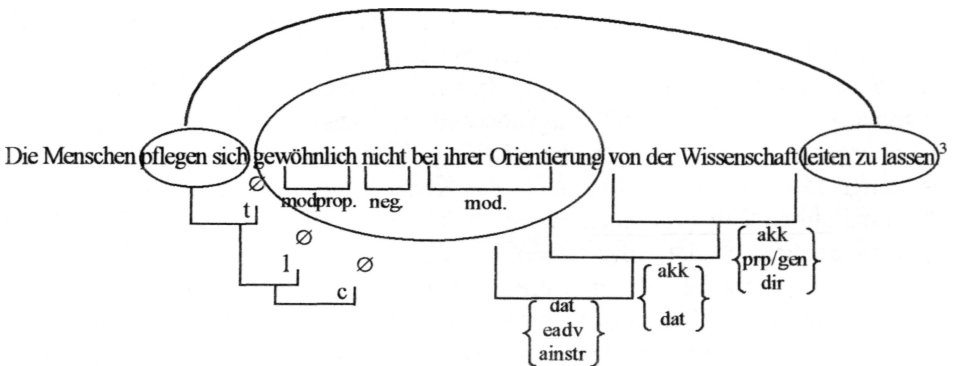 Die Menschen pflegen sich gewöhnlich nicht bei ihrer Orientierung von der Wissenschaft leiten zu lassen³
∅
modprop. neg. mod.
t
∅
akk
prp/gen
dir
l
∅
akk
dat
c
dat
eadv
ainstr